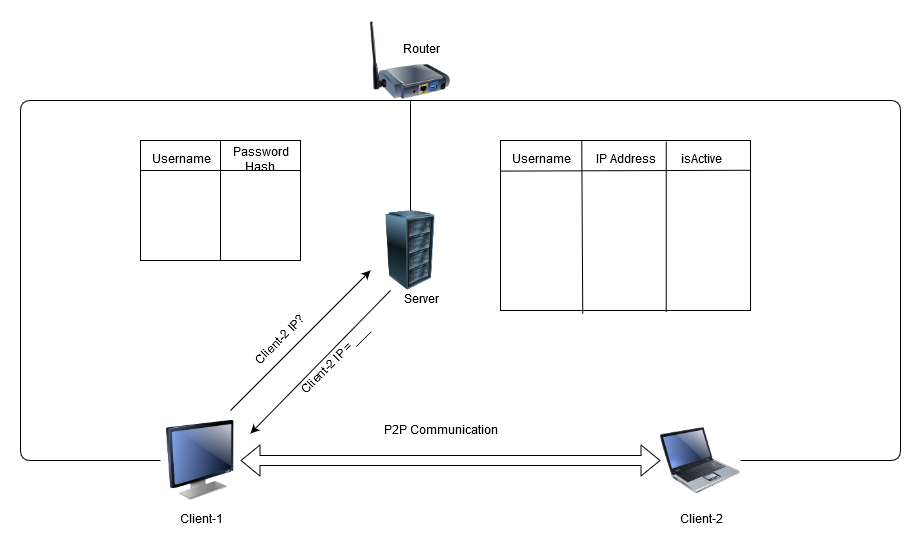 Router
Username
Password
Hash
Username
IP Address
isActive
Server
Client-2 IP?
Client-2 IP= __
P2P Communication
Client-1
Client-2